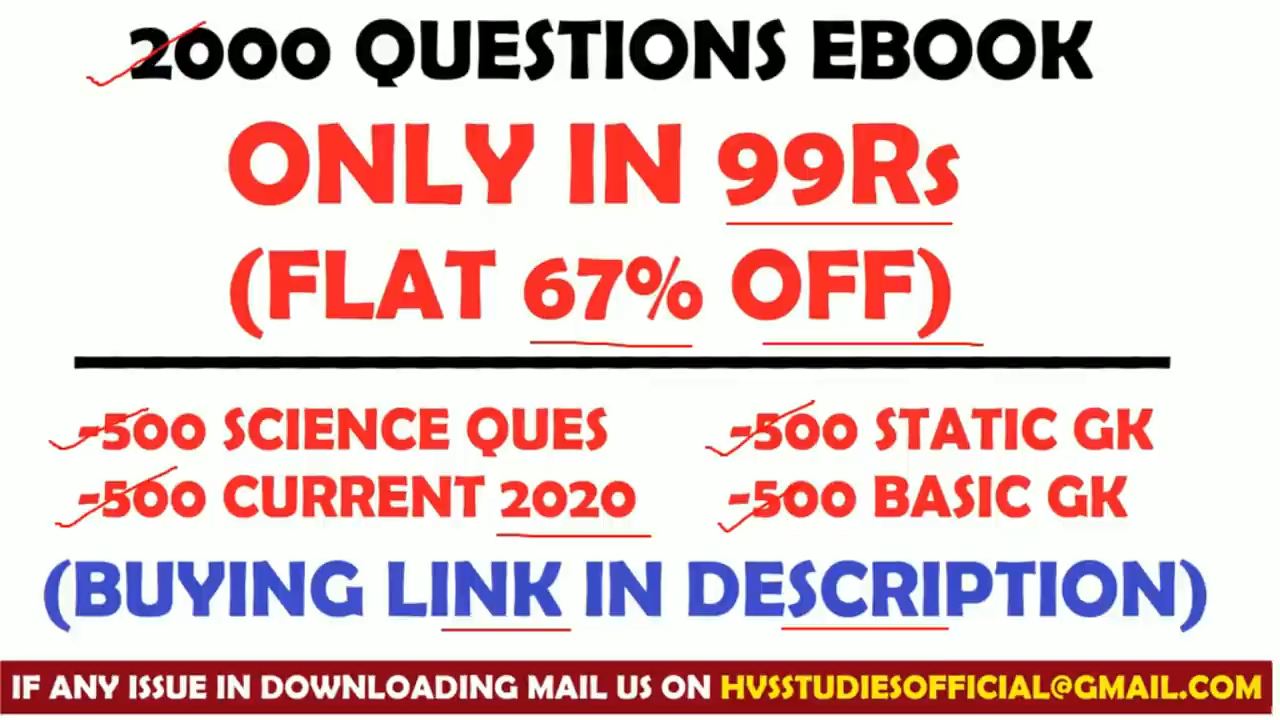 2000 QUESTIONS EBOOK
ONLY IN 99Rs
(FLAT 67% OFF)
-500 SCIENCE QUES
-500 STATIC GK
-500 CURRENT 2020
-500 BASIC GK
(BUYING LINK IN DESCRIPTION)
IF ANY ISSUE IN DOWNLOADING MAIL US ON HVSSTUDIESOFFICIAL@GMAIL.COM